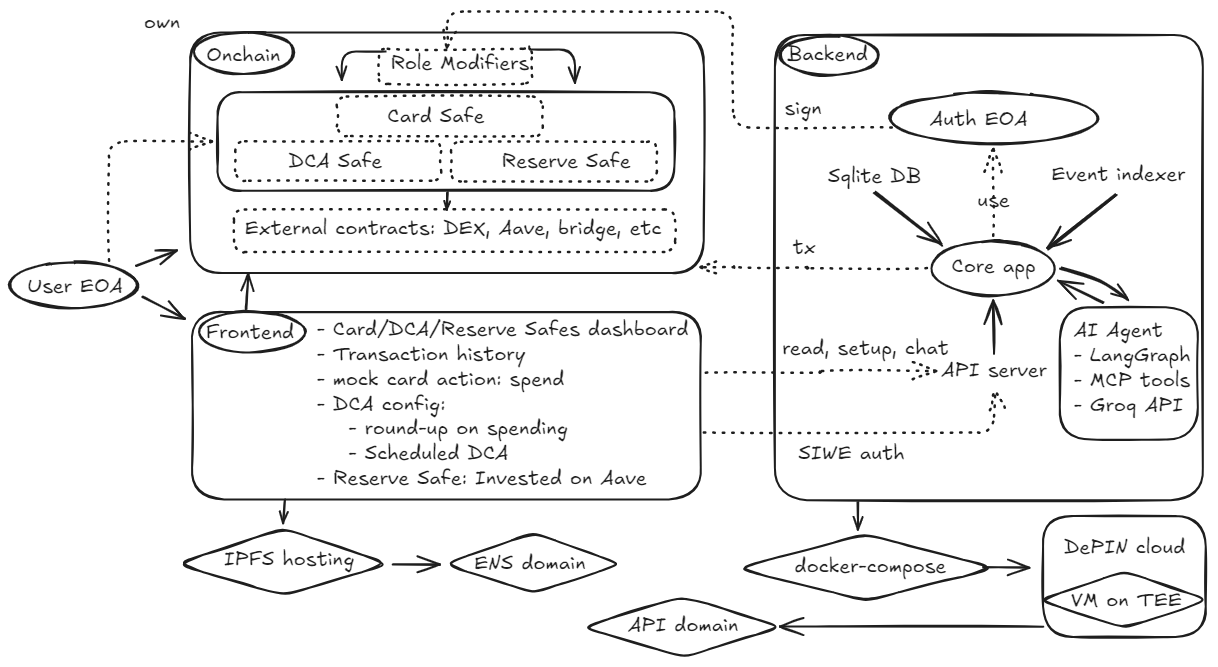 own
Onchain
Role Modifiers
Card Safe
DCA Safe
Reserve Safe
External contracts: DEX, Aave, bridge, etc
User EOA
Frontend
- Card/DCA/Reserve Safes dashboard
- Transaction history
- mock card action: spend
- DCA config:
- round-up on spending
- Scheduled DCA
- Reserve Safe: Invested on Aave
IPFS hosting
ENS domain
Backend
sign
Auth EOA
Sqlite DB
Event indexer
use
tx
Core app
read, setup, chat
API server
SIWE auth
AI Agent
- LangGraph
- MCP tools
- Groq API
docker-compose
DePIN cloud
VM on TEE
API domain